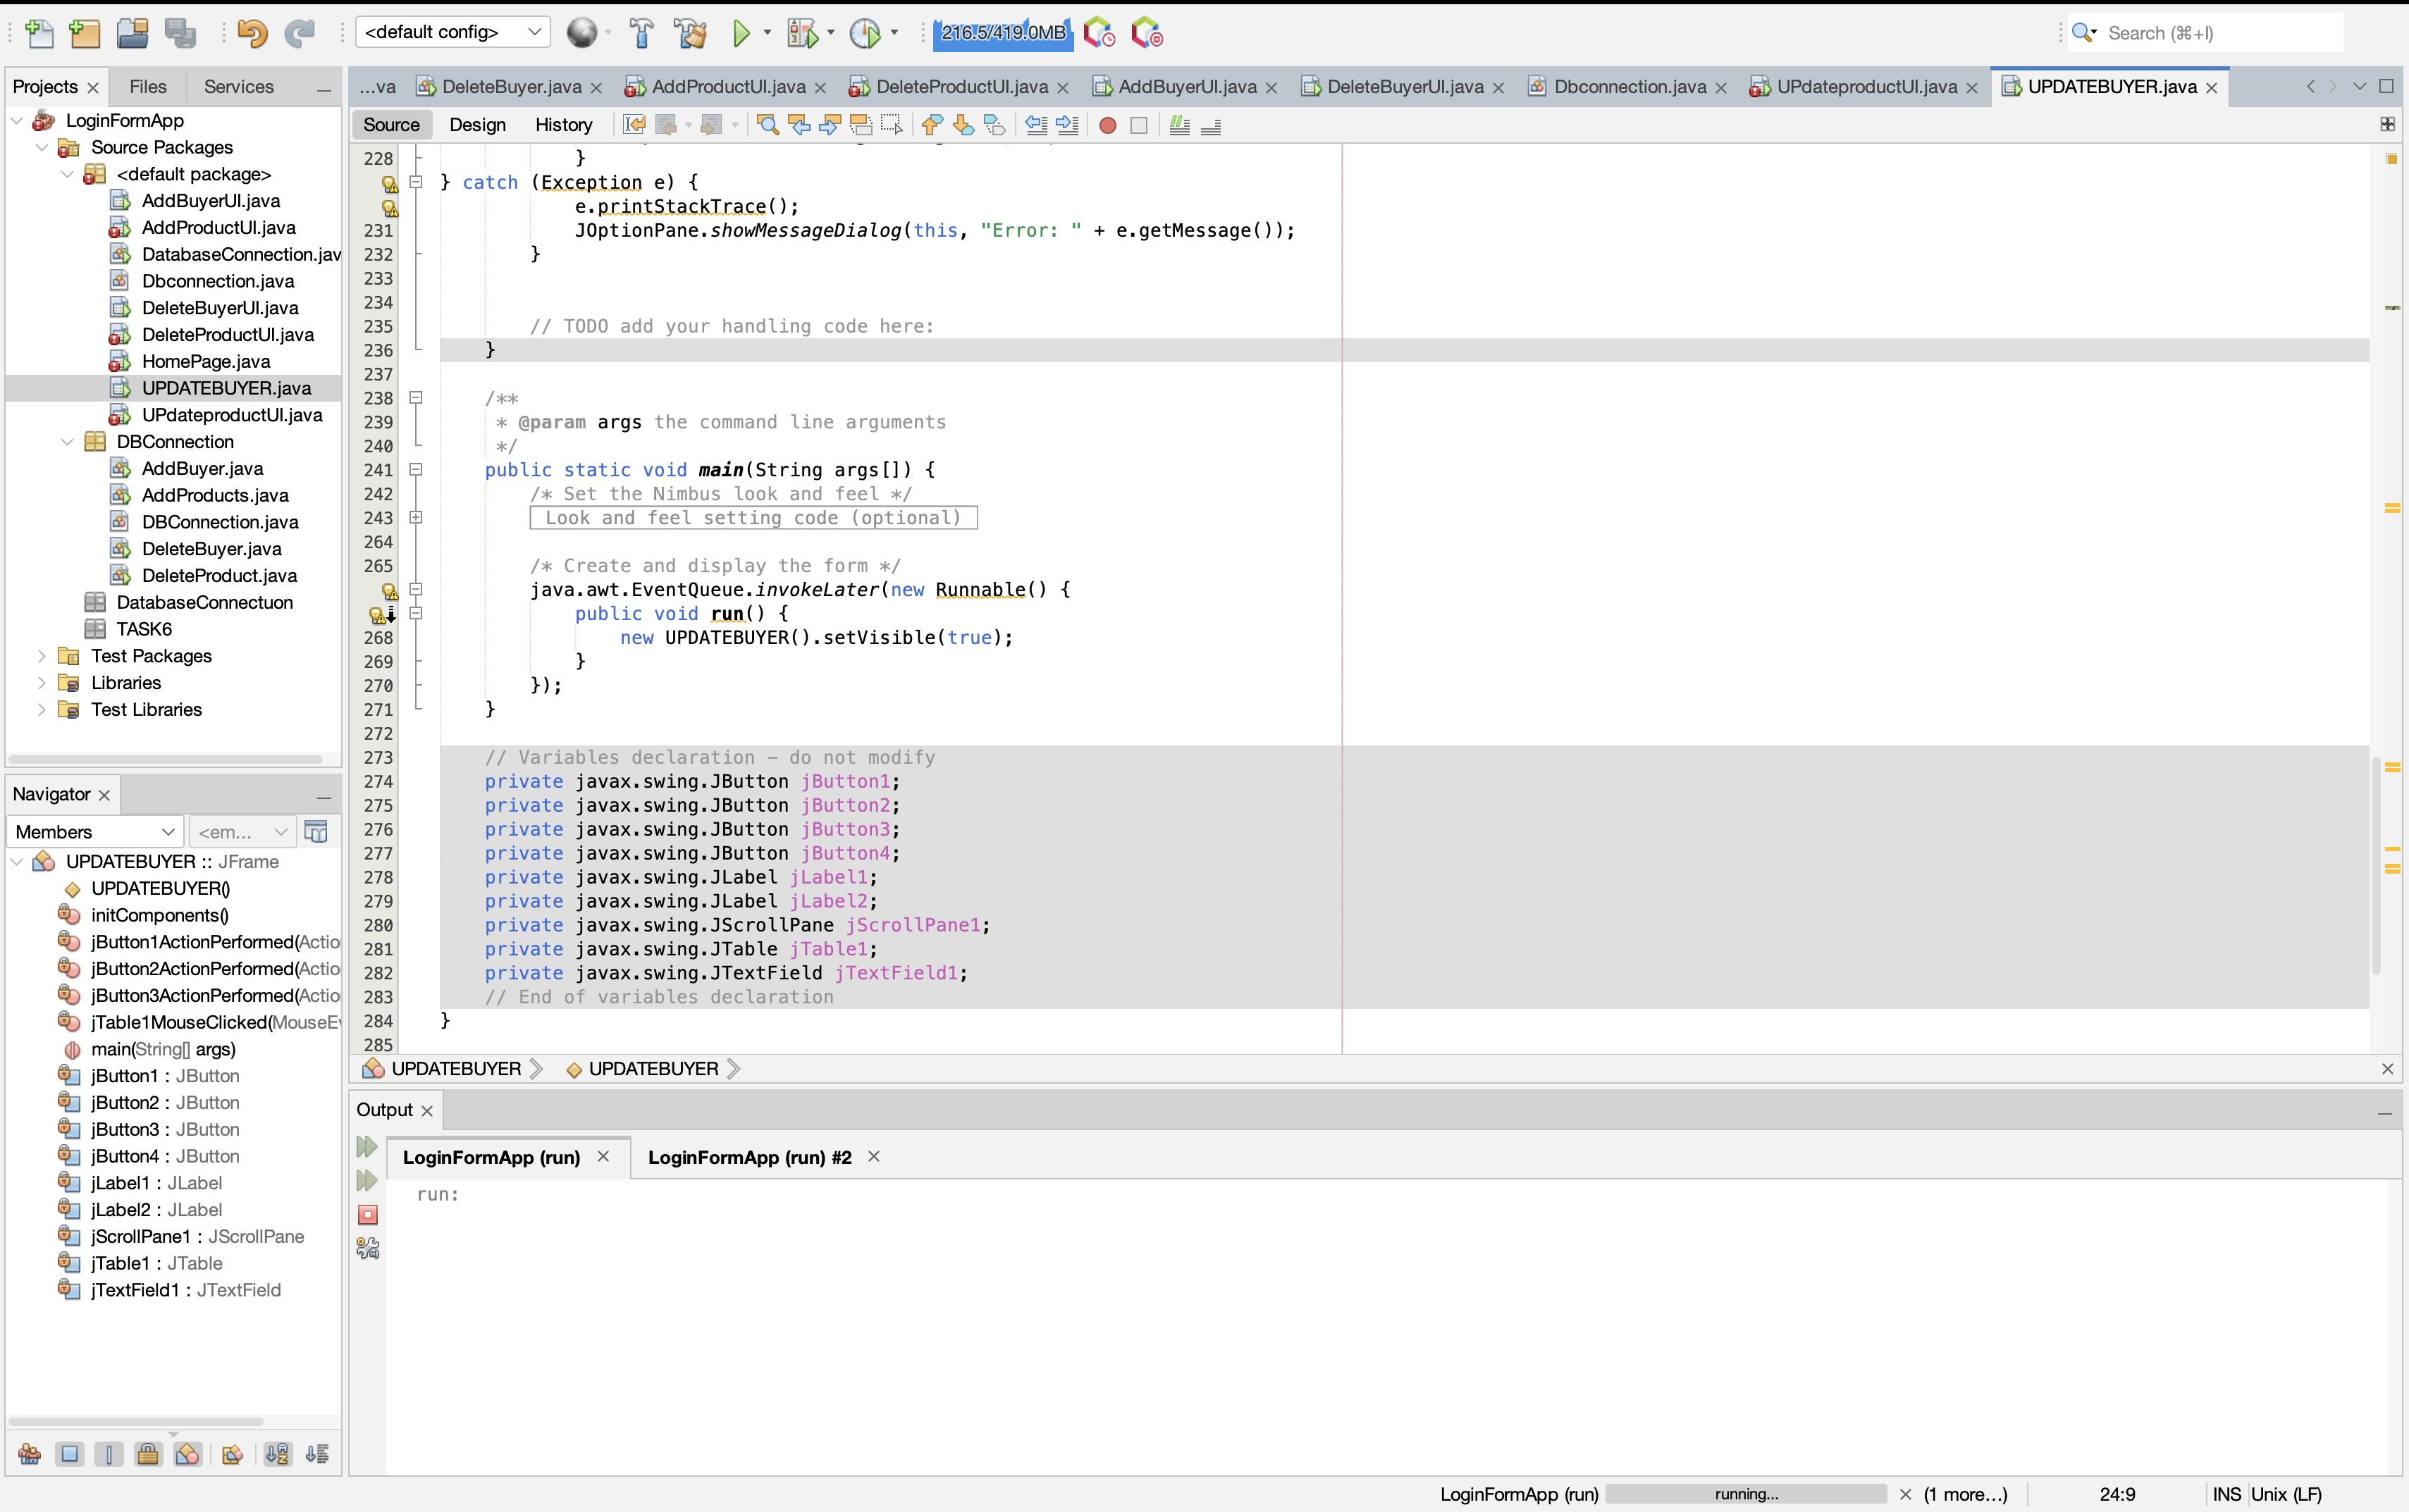 <default config>
216.5/419.0MB
Search (⌘+I)
Projects
Files
Services
...va
DeleteBuyer.java
AddProductUI.java
DeleteProductUI.java
AddBuyerUI.java
DeleteBuyerUI.java
Dbconnection.java
UPdateproductUI.java
UPDATEBUYER.java
Source
Design
History
LoginFormApp
Source Packages
<default package>
AddBuyerUI.java
AddProductUI.java
DatabaseConnection.jav
Dbconnection.java
DeleteBuyerUI.java
DeleteProductUI.java
HomePage.java
UPDATEBUYER.java
UPdateproductUI.java
DBConnection
AddBuyer.java
AddProducts.java
DBConnection.java
DeleteBuyer.java
DeleteProduct.java
DatabaseConnectuon
TASK6
Test Packages
Libraries
Test Libraries
228 }
} catch (Exception e) {
e.printStackTrace();
231 JOptionPane.showMessageDialog(this, "Error: " + e.getMessage());
232 }
233
234
235 // TODO add your handling code here:
236 }
237
238 /**
239 * @param args the command line arguments
240 */
241 public static void main(String args[]) {
242 /* Set the Nimbus look and feel */
243 Look and feel setting code (optional)
264
265 /* Create and display the form */
java.awt.EventQueue.invokeLater(new Runnable() {
public void run() {
268 new UPDATEBUYER().setVisible(true);
269 }
270 });
271 }
272
273 // Variables declaration - do not modify
274 private javax.swing.JButton jButton1;
275 private javax.swing.JButton jButton2;
276 private javax.swing.JButton jButton3;
277 private javax.swing.JButton jButton4;
278 private javax.swing.JLabel jLabel1;
279 private javax.swing.JLabel jLabel2;
280 private javax.swing.JScrollPane jScrollPane1;
281 private javax.swing.JTable jTable1;
282 private javax.swing.JTextField jTextField1;
283 // End of variables declaration
284 }
285
UPDATEBUYER
UPDATEBUYER
Navigator
Members
<em...
UPDATEBUYER :: JFrame
UPDATEBUYER()
initComponents()
jButton1ActionPerformed(Actio
jButton2ActionPerformed(Actio
jButton3ActionPerformed(Actio
jTable1MouseClicked(MouseEv
main(String[] args)
jButton1 : JButton
jButton2 : JButton
jButton3 : JButton
jButton4 : JButton
jLabel1 : JLabel
jLabel2 : JLabel
jScrollPane1 : JScrollPane
jTable1 : JTable
jTextField1 : JTextField
Output
LoginFormApp (run)
LoginFormApp (run) #2
run:
LoginFormApp (run)
running...
(1 more...)
24:9
INS
Unix (LF)